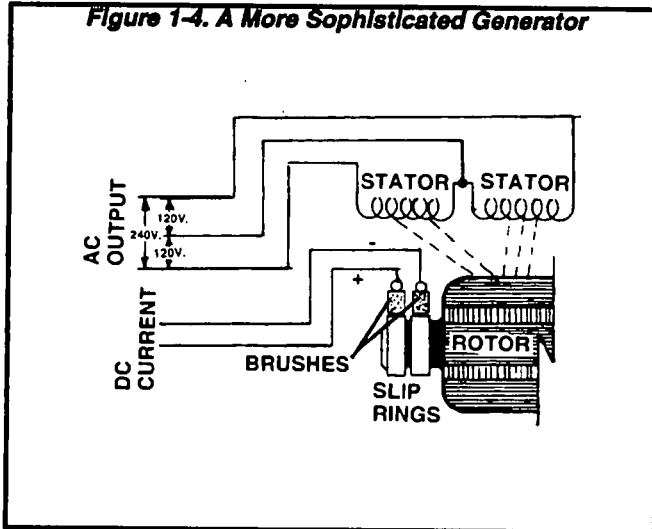 Figure 1-4. A More Sophisticated Generator
STATOR
STATOR
AC
OUTPUT
120V.
240V.
120V.
-
+
DC
CURRENT
BRUSHES
SLIP
RINGS
ROTOR